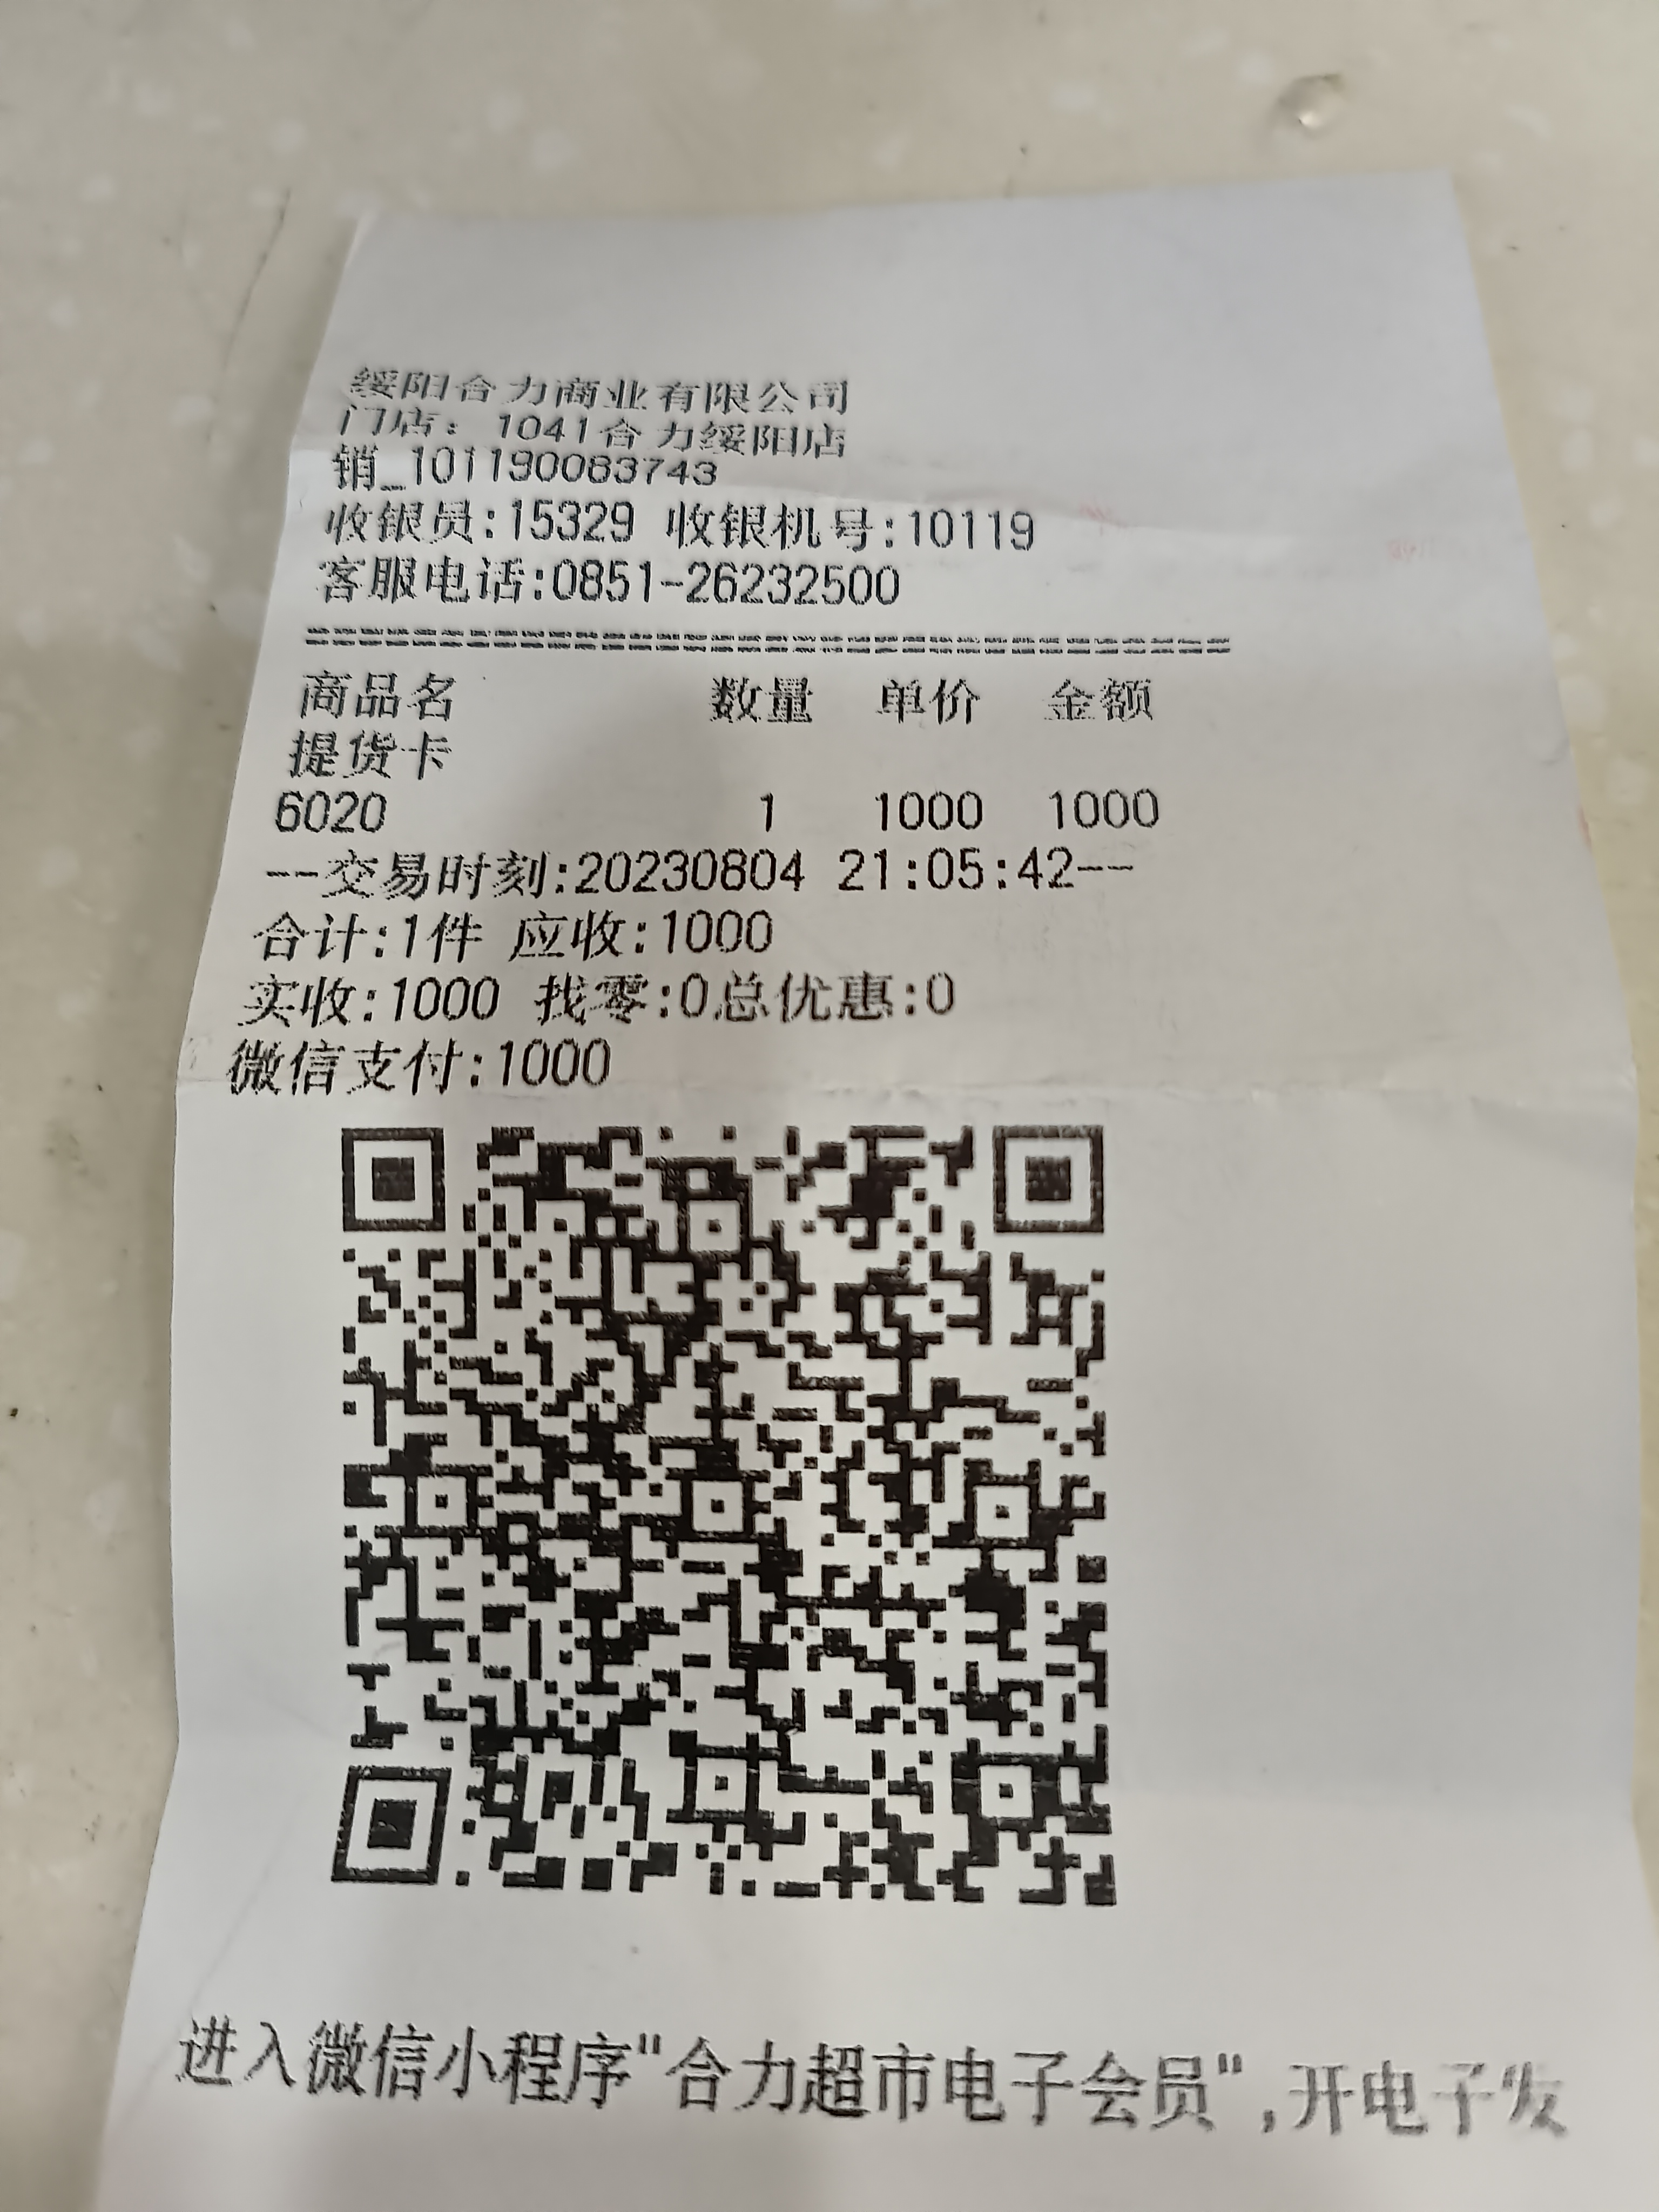 绥阳合力商业有限公司
门店：1041合力绥阳店
销_101190083743
收银员:15329 收银机号:10119
客服电话:0851-26232500
==================================
商品名 数量 单价 金额
提货卡
6020 1 1000 1000
--交易时刻:20230804 21:05:42--
合计:1件 应收:1000
实收:1000 找零:0总优惠:0
微信支付:1000
进入微信小程序"合力超市电子会员",开电子发